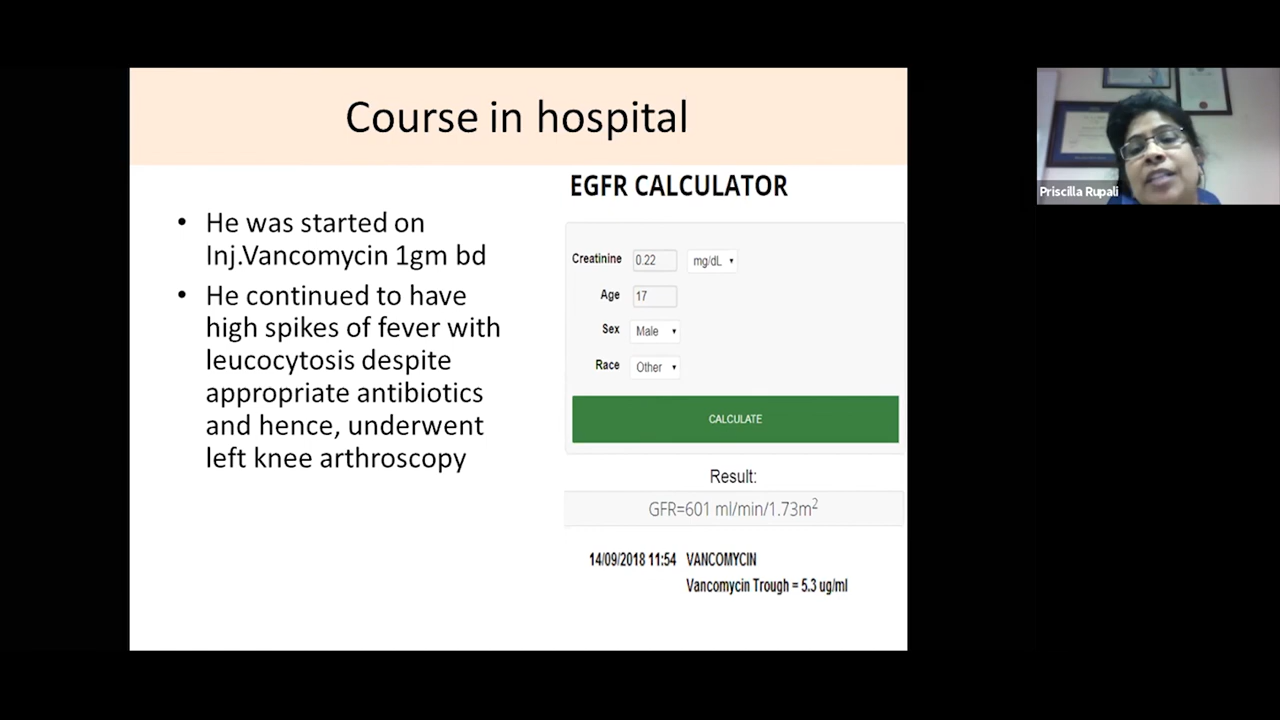 Course in hospital
• He was started on
Inj.Vancomycin 1gm bd
• He continued to have
high spikes of fever with
leucocytosis despite
appropriate antibiotics
and hence, underwent
left knee arthroscopy
EGFR CALCULATOR
Creatinine 0.22 mg/dL
Age 17
Sex Male
Race Other
CALCULATE
Result:
GFR=601 ml/min/1.73m²
14/09/2018 11:54 VANCOMYCIN
Vancomycin Trough = 5.3 ug/ml
Priscilla Rupali